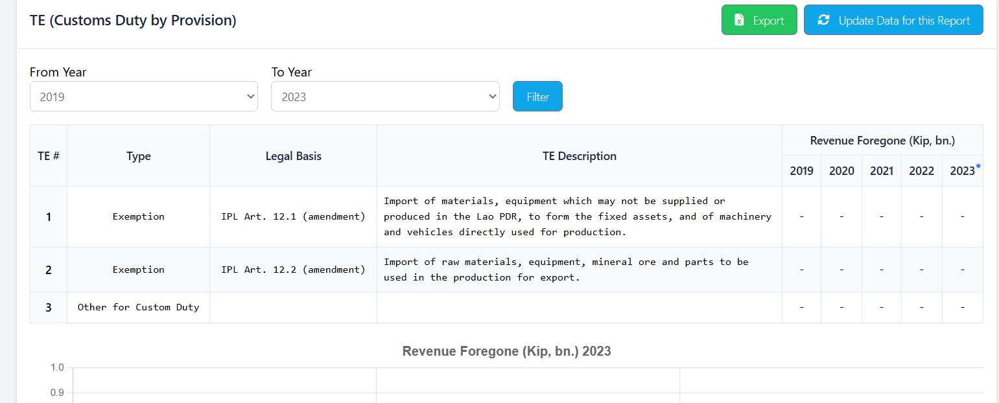 TE (Customs Duty by Provision)
Export
Update Data for this Report
From Year
To Year
2019
2023
Filter
TE #
Type
Legal Basis
TE Description
Revenue Foregone (Kip, bn.)
2019
2020
2021
2022
2023
1
Exemption
IPL Art. 12.1 (amendment)
Import of materials, equipment which may not be supplied or
produced in the Lao PDR, to form the fixed assets, and of machinery
and vehicles directly used for production.
-
-
-
-
-
2
Exemption
IPL Art. 12.2 (amendment)
Import of raw materials, equipment, mineral ore and parts to be
used in the production for export.
-
-
-
-
-
3
Other for Custom Duty
-
-
-
-
-
Revenue Foregone (Kip, bn.) 2023
1.0
0.9